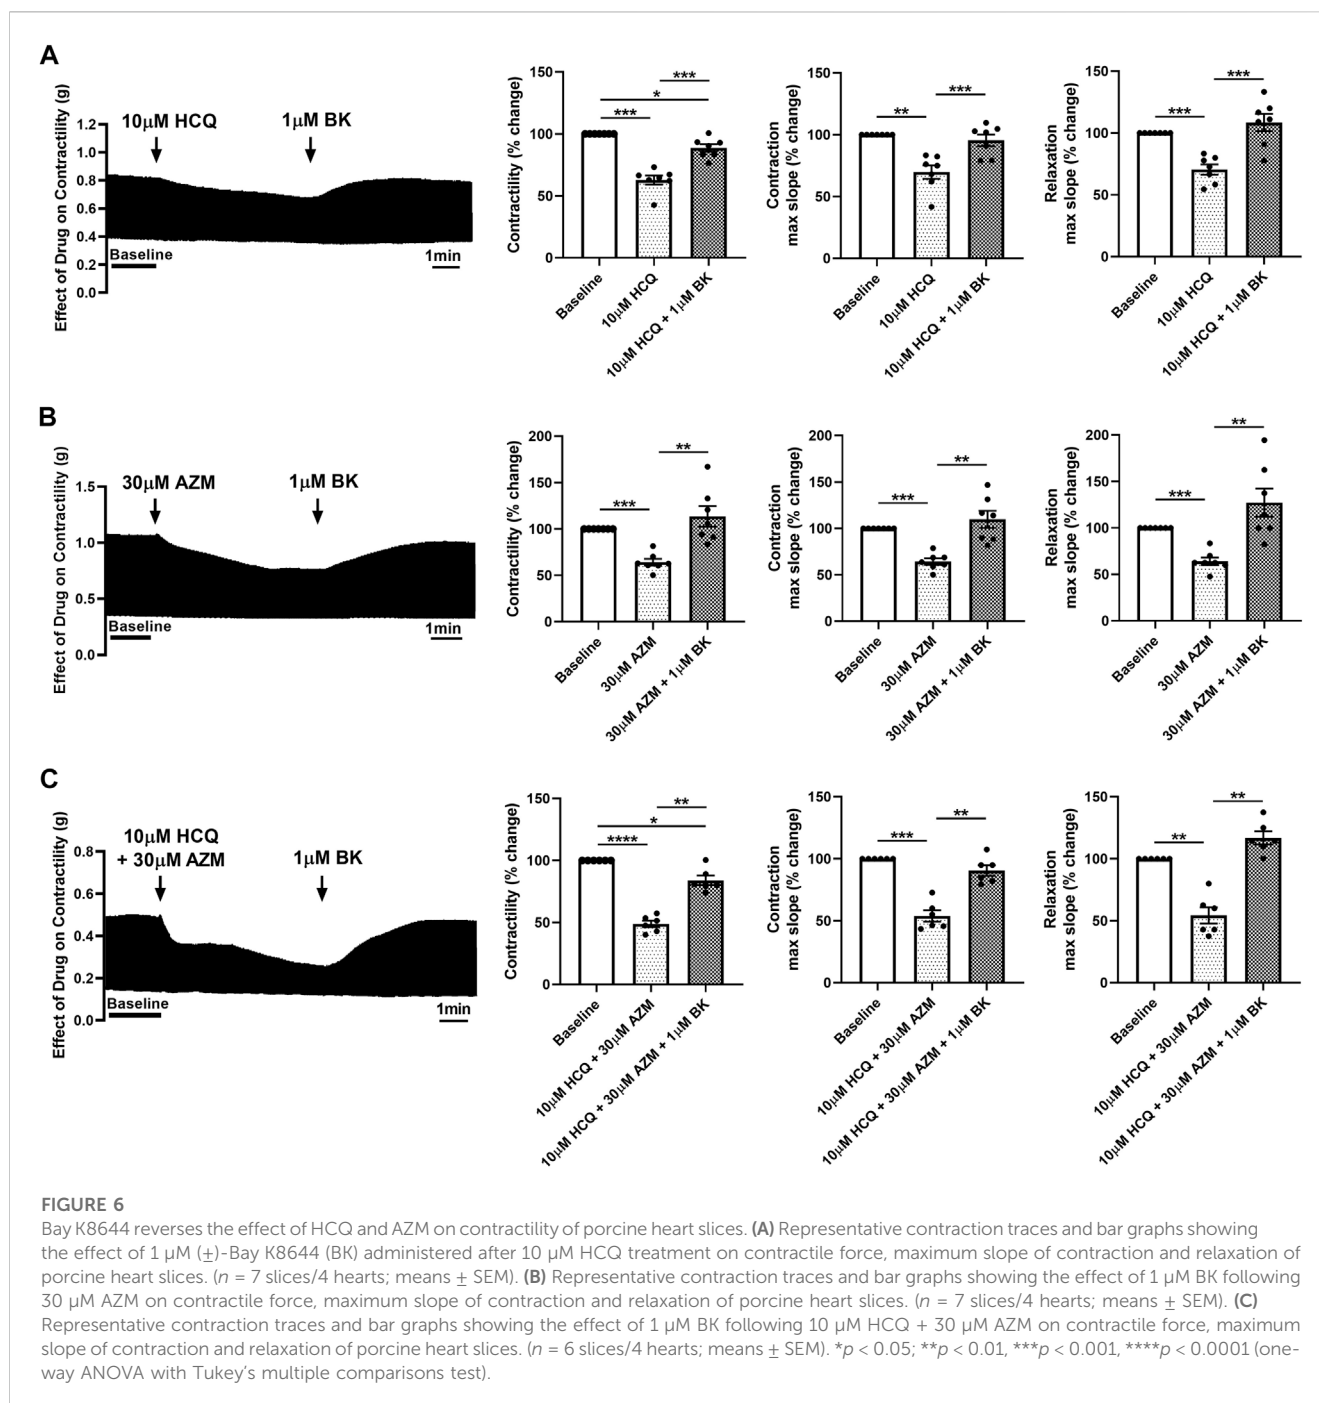 A
Effect of Drug on Contractility (g)
1.2
1.0
0.8
0.6
0.4
0.2
0.0
10µM HCQ
1µM BK
Baseline
1min
Contractility (% change)
150
100
50
0
***
*
***
Baseline
10µM HCQ
10µM HCQ + 1µM BK
Contraction
max slope (% change)
150
100
50
0
**
***
Baseline
10µM HCQ
10µM HCQ + 1µM BK
Relaxation
max slope (% change)
150
100
50
0
***
***
Baseline
10µM HCQ
10µM HCQ + 1µM BK
B
Effect of Drug on Contractility (g)
1.5
1.0
0.5
0.0
30µM AZM
1µM BK
Baseline
1min
Contractility (% change)
200
150
100
50
0
***
**
Baseline
30µM AZM
30µM AZM + 1µM BK
Contraction
max slope (% change)
200
150
100
50
0
***
**
Baseline
30µM AZM
30µM AZM + 1µM BK
Relaxation
max slope (% change)
200
150
100
50
0
***
**
Baseline
30µM AZM
30µM AZM + 1µM BK
C
Effect of Drug on Contractility (g)
0.8
0.6
0.4
0.2
0.0
10µM HCQ
+ 30µM AZM
1µM BK
Baseline
1min
Contractility (% change)
150
100
50
0
**
*
****
Baseline
10µM HCQ + 30µM AZM
10µM HCQ + 30µM AZM + 1µM BK
Contraction
max slope (% change)
150
100
50
0
***
**
Baseline
10µM HCQ + 30µM AZM
10µM HCQ + 30µM AZM + 1µM BK
Relaxation
max slope (% change)
150
100
50
0
**
**
Baseline
10µM HCQ + 30µM AZM
10µM HCQ + 30µM AZM + 1µM BK
FIGURE 6
Bay K8644 reverses the effect of HCQ and AZM on contractility of porcine heart slices. (A) Representative contraction traces and bar graphs showing
the effect of 1 µM (±)-Bay K8644 (BK) administered after 10 µM HCQ treatment on contractile force, maximum slope of contraction and relaxation of
porcine heart slices. (n = 7 slices/4 hearts; means ± SEM). (B) Representative contraction traces and bar graphs showing the effect of 1 µM BK following
30 µM AZM on contractile force, maximum slope of contraction and relaxation of porcine heart slices. (n = 7 slices/4 hearts; means ± SEM). (C)
Representative contraction traces and bar graphs showing the effect of 1 µM BK following 10 µM HCQ + 30 µM AZM on contractile force, maximum
slope of contraction and relaxation of porcine heart slices. (n = 6 slices/4 hearts; means ± SEM). *p < 0.05; **p < 0.01, ***p < 0.001, ****p < 0.0001 (one-
way ANOVA with Tukey's multiple comparisons test).